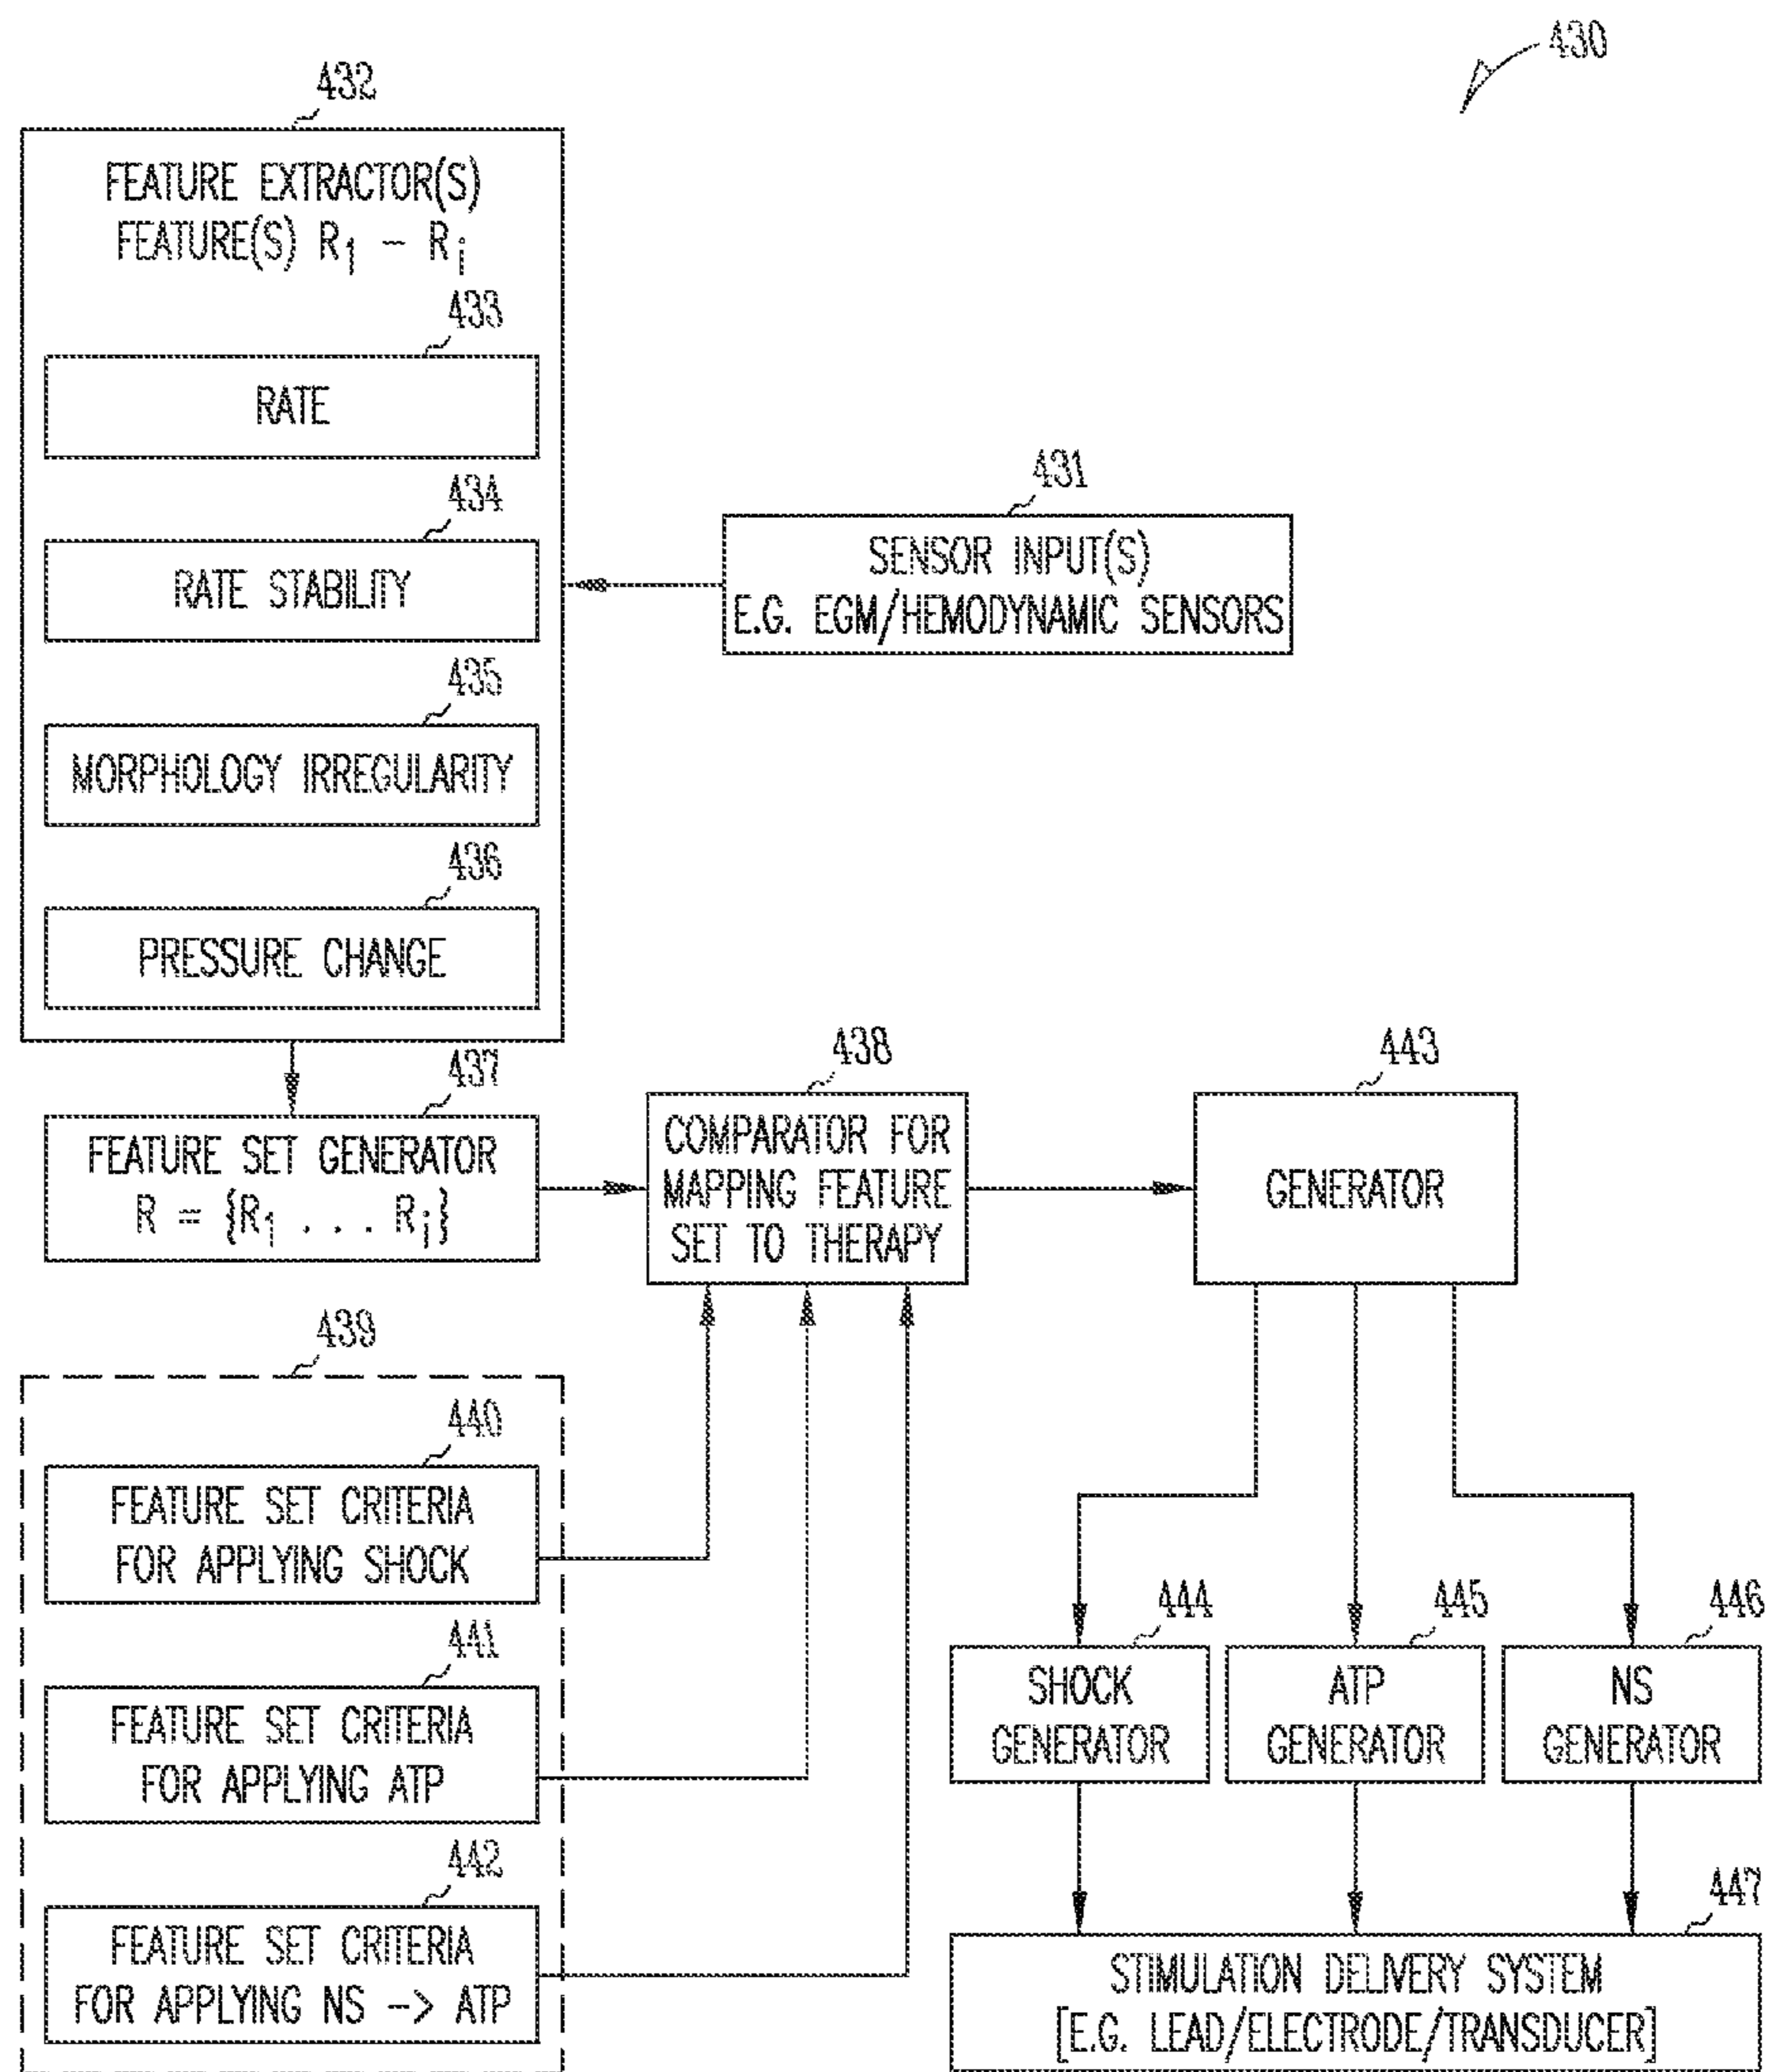 430
432
FEATURE EXTRACTOR(S)
FEATURE(S) R1 – Ri
433
RATE
434
RATE STABILITY
435
MORPHOLOGY IRREGULARITY
436
PRESSURE CHANGE
431
SENSOR INPUT(S)
E.G. EGM/HEMODYNAMIC SENSORS
437
FEATURE SET GENERATOR
R = {R1 . . . Ri}
438
COMPARATOR FOR
MAPPING FEATURE
SET TO THERAPY
443
GENERATOR
439
440
FEATURE SET CRITERIA
FOR APPLYING SHOCK
441
FEATURE SET CRITERIA
FOR APPLYING ATP
442
FEATURE SET CRITERIA
FOR APPLYING NS -> ATP
444
SHOCK
GENERATOR
445
ATP
GENERATOR
446
NS
GENERATOR
447
STIMULATION DELIVERY SYSTEM
[E.G. LEAD/ELECTRODE/TRANSDUCER]